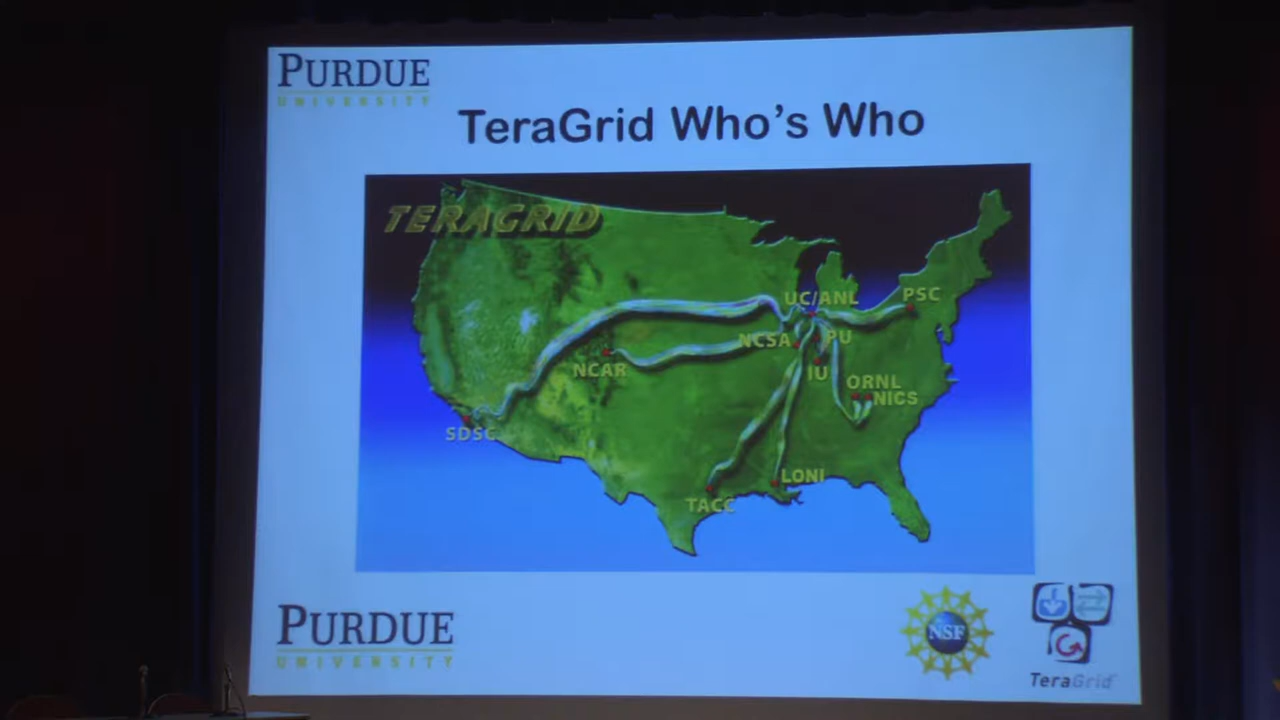 PURDUE
UNIVERSITY
TeraGrid Who's Who
TERAGRID
UC/ANL
PSC
NCSA
PU
NCAR
IU
ORNL
NICS
SDSC
LONI
TACC
PURDUE
UNIVERSITY
NSF
TeraGrid